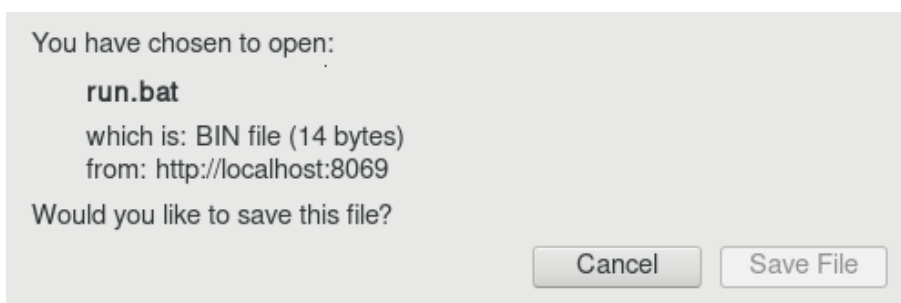 You have chosen to open:
run.bat
which is: BIN file (14 bytes)
from: http://localhost:8069
Would you like to save this file?
Cancel Save File